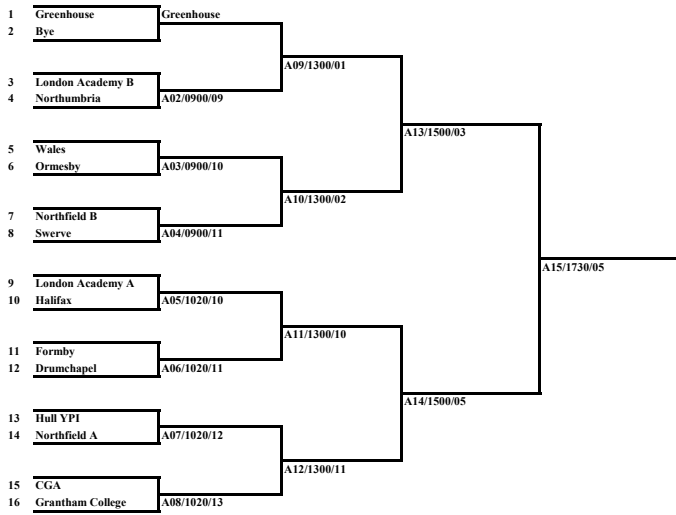 1 Greenhouse Greenhouse
2 Bye
A09/1300/01
3 London Academy B
4 Northumbria A02/0900/09
A13/1500/03
5 Wales
6 Ormesby A03/0900/10
A10/1300/02
7 Northfield B
8 Swerve A04/0900/11
A15/1730/05
9 London Academy A
10 Halifax A05/1020/10
A11/1300/10
11 Formby
12 Drumchapel A06/1020/11
A14/1500/05
13 Hull YPI
14 Northfield A A07/1020/12
A12/1300/11
15 CGA
16 Grantham College A08/1020/13